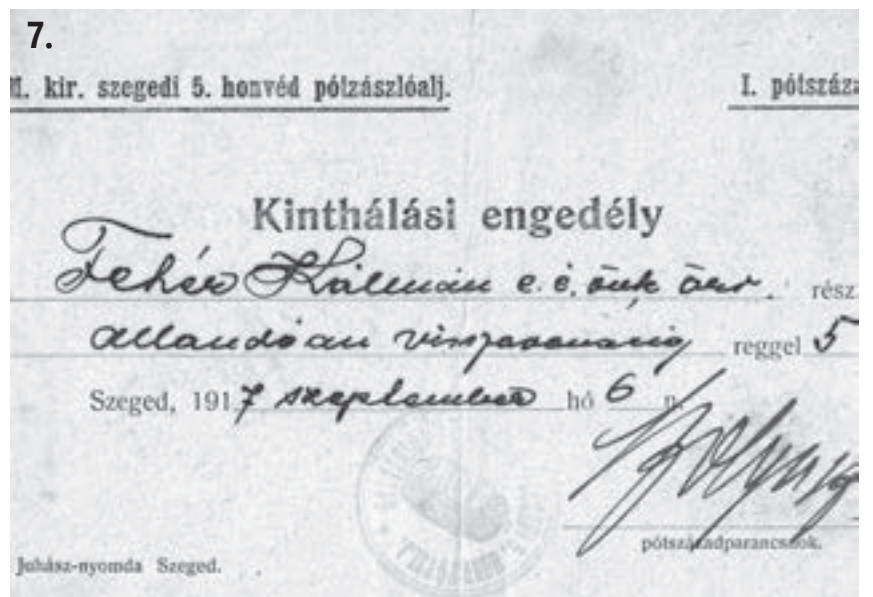 7.
M. kir. szegedi 5. honvéd pótzászlóalj. I. pótszáza
Kinthálási engedély
Fehér Kálmán e. é. önk őrv. rész
állandóan visszavonásig reggel 5
Szeged, 1917 szeptember hó 6 n.
pótszázadparancsnok.
Juhász-nyomda Szeged.